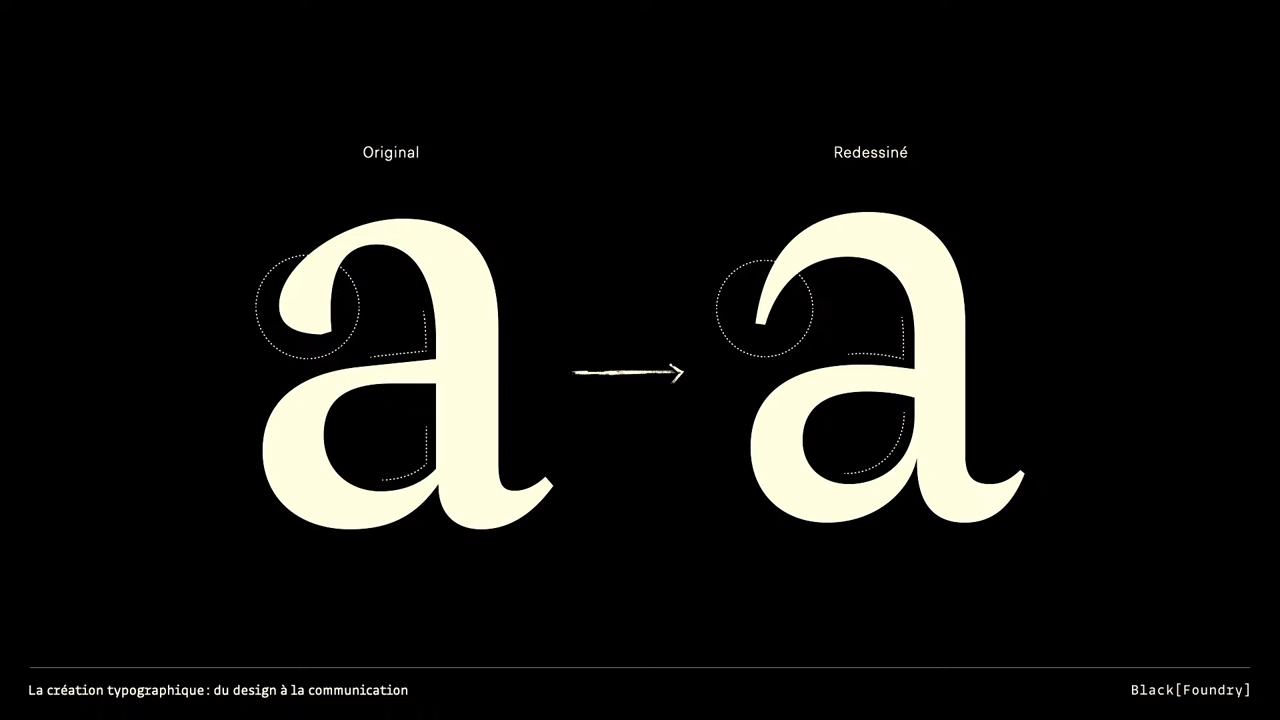 Original
Redessiné
a
a
La création typographique : du design à la communication
Black[Foundry]